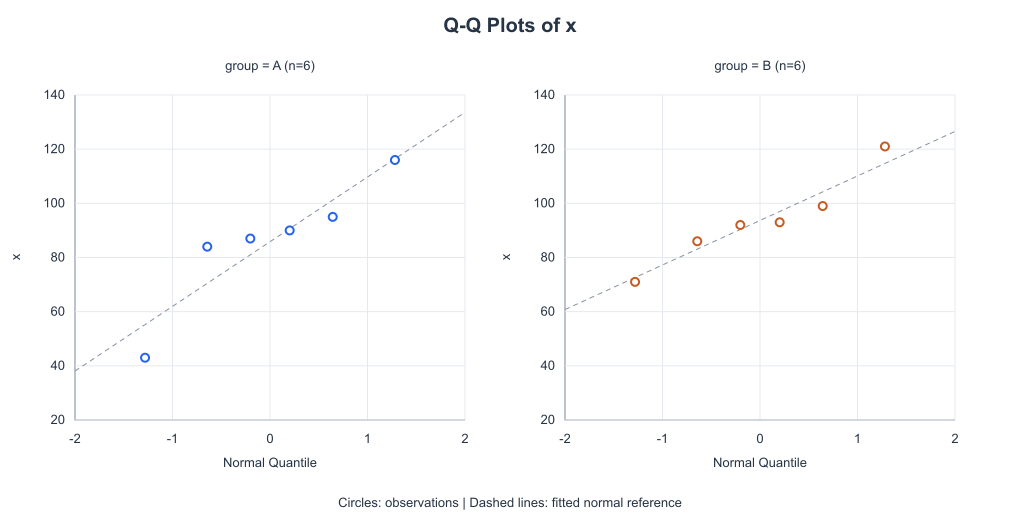 Q-Q Plots of x
group = A (n=6)
140
120
100
80
60
40
20
x
-2 -1 0 1 2
Normal Quantile
group = B (n=6)
140
120
100
80
60
40
20
x
-2 -1 0 1 2
Normal Quantile
Circles: observations | Dashed lines: fitted normal reference